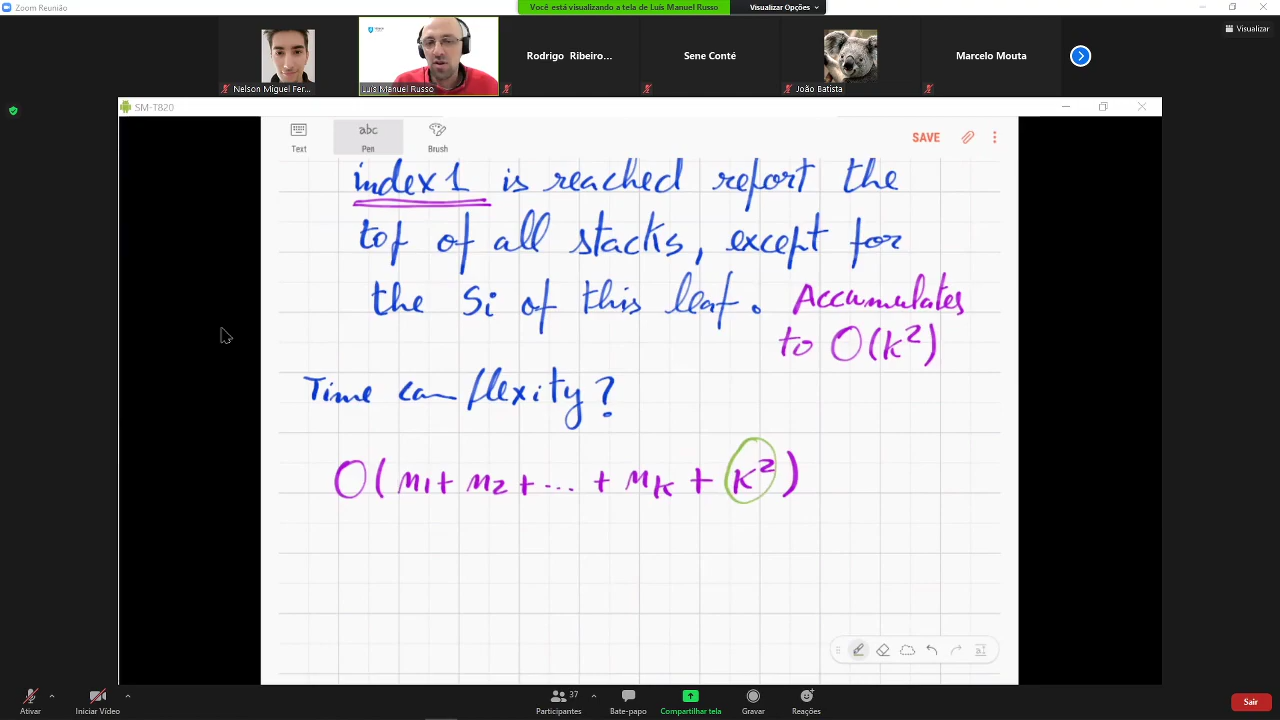 Zoom Reunião
Você está visualizando a tela de Luís Manuel Russo
Visualizar Opções
Visualizar
Nelson Miguel Fer...
Luís Manuel Russo
Rodrigo Ribeiro...
Sene Conté
João Batista
Marcelo Mouta
SM-T820
Text
abc
Pen
Brush
SAVE
index 1 is reached report the
top of all stacks, except for
the Si of this leaf. Accumulates
to O(k²)
Time complexity?
O(m1 + m2 + ... + mk + k²)
Ativar
Iniciar Vídeo
37
Participantes
Bate-papo
Compartilhar tela
Gravar
Reações
Sair